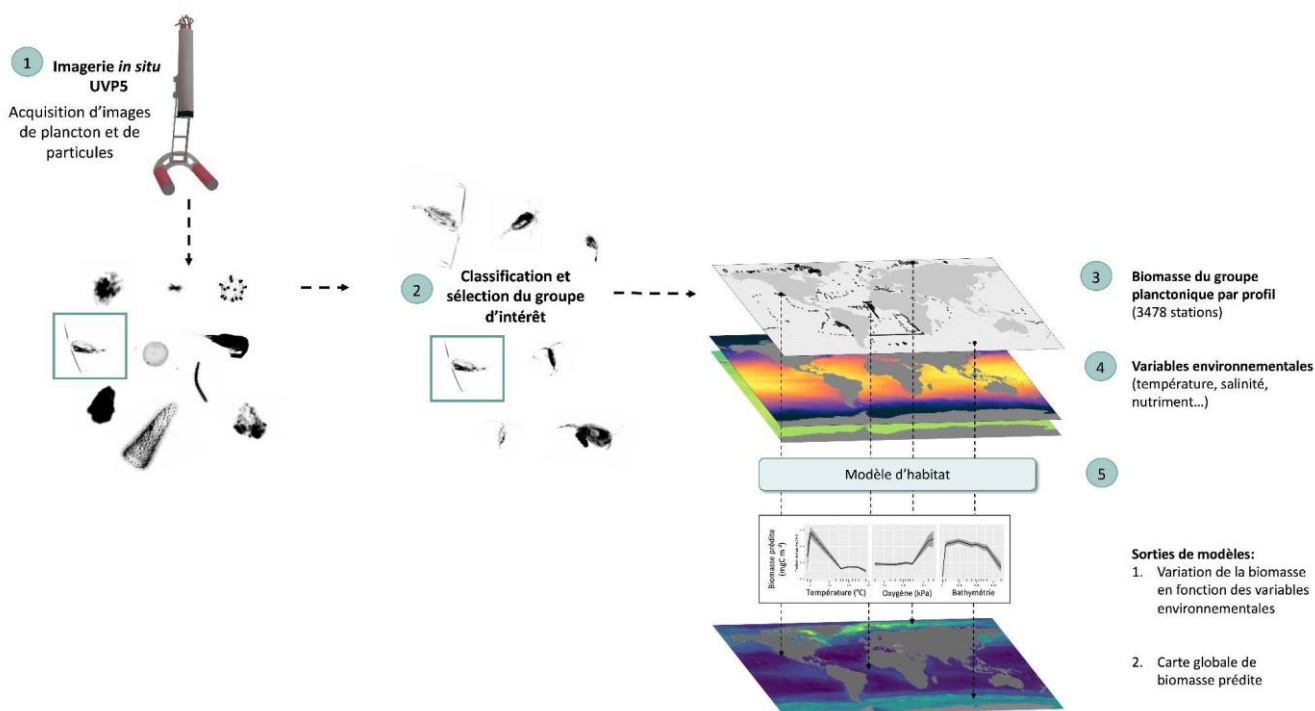 1
Imagerie in situ
UVP5
Acquisition d'images
de plancton et de
particules
2
Classification et
sélection du groupe
d'intérêt
3
Biomasse du groupe
planctonique par profil
(3478 stations)
4
Variables environnementales
(température, salinité,
nutriment...)
Modèle d'habitat
5
Biomasse prédite
(mgC m⁻³)
Température (°C)
Oxygène (kPa)
Bathymétrie
Sorties de modèles:
1. Variation de la biomasse
en fonction des variables
environnementales
2. Carte globale de
biomasse prédite